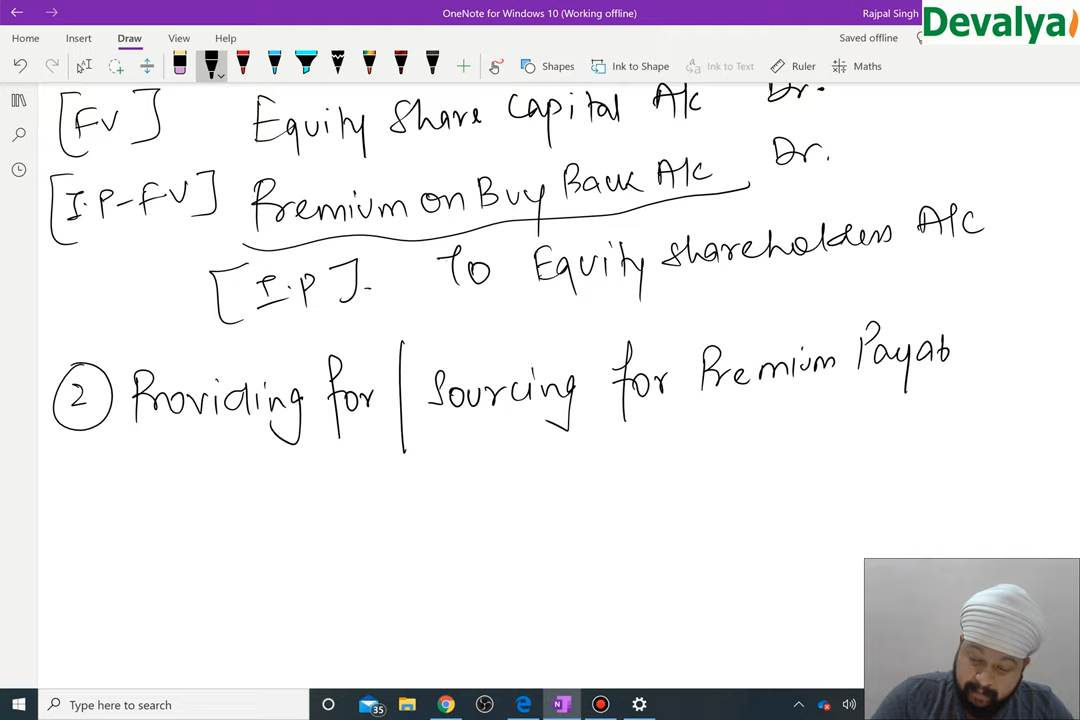 OneNote for Windows 10 (Working offline)
Rajpal Singh
Devalya
Home Insert Draw View Help
Saved offline
Shapes Ink to Shape Ink to Text Ruler Maths
[FV] Equity Share Capital A/c Dr.
[I.P-FV] Premium on Buy Back A/c Dr.
[I.P]. To Equity Shareholders A/c
2 Providing for / Sourcing for Premium Payab
Type here to search
35